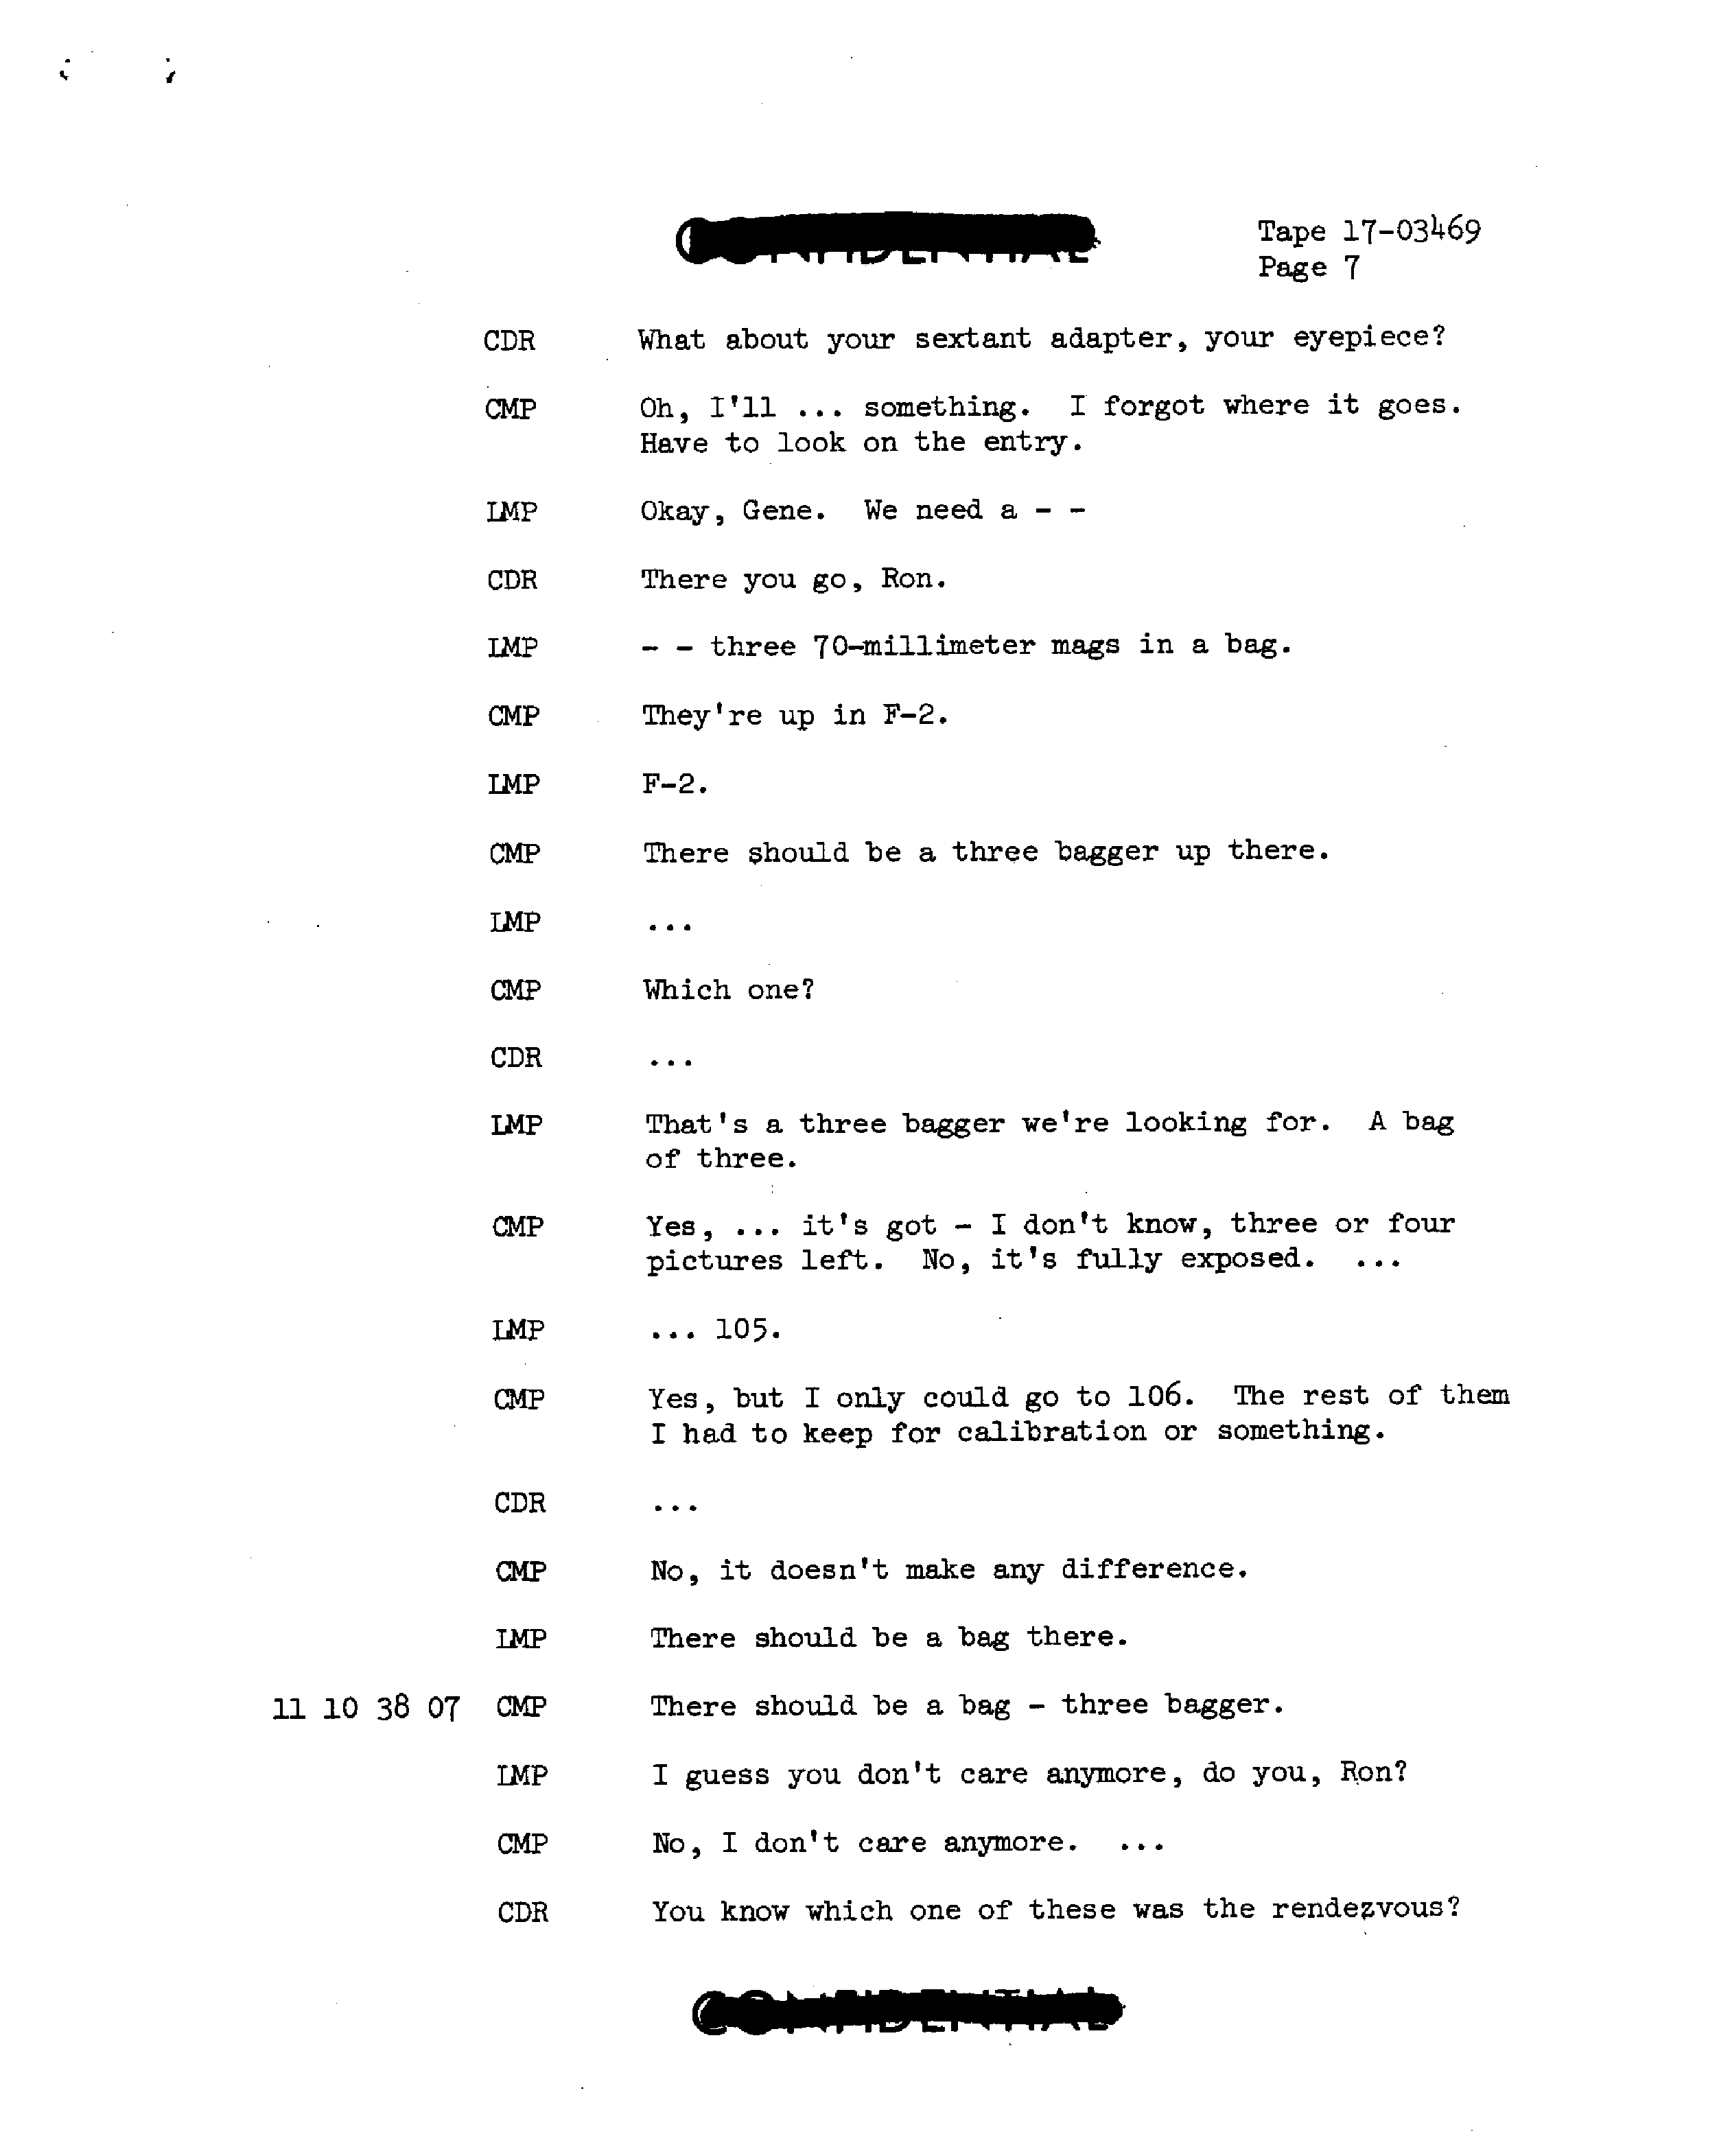 CONFIDENTIAL
Tape 17-03469
Page 7
CDR What about your sextant adapter, your eyepiece?
CMP Oh, I'll ... something. I forgot where it goes.
Have to look on the entry.
LMP Okay, Gene. We need a - -
CDR There you go, Ron.
LMP - - three 70-millimeter mags in a bag.
CMP They're up in F-2.
LMP F-2.
CMP There should be a three bagger up there.
LMP ...
CMP Which one?
CDR ...
LMP That's a three bagger we're looking for. A bag
of three.
CMP Yes, ... it's got - I don't know, three or four
pictures left. No, it's fully exposed. ...
LMP ... 105.
CMP Yes, but I only could go to 106. The rest of them
I had to keep for calibration or something.
CDR ...
CMP No, it doesn't make any difference.
LMP There should be a bag there.
11 10 38 07 CMP There should be a bag - three bagger.
LMP I guess you don't care anymore, do you, Ron?
CMP No, I don't care anymore. ...
CDR You know which one of these was the rendezvous?
CONFIDENTIAL